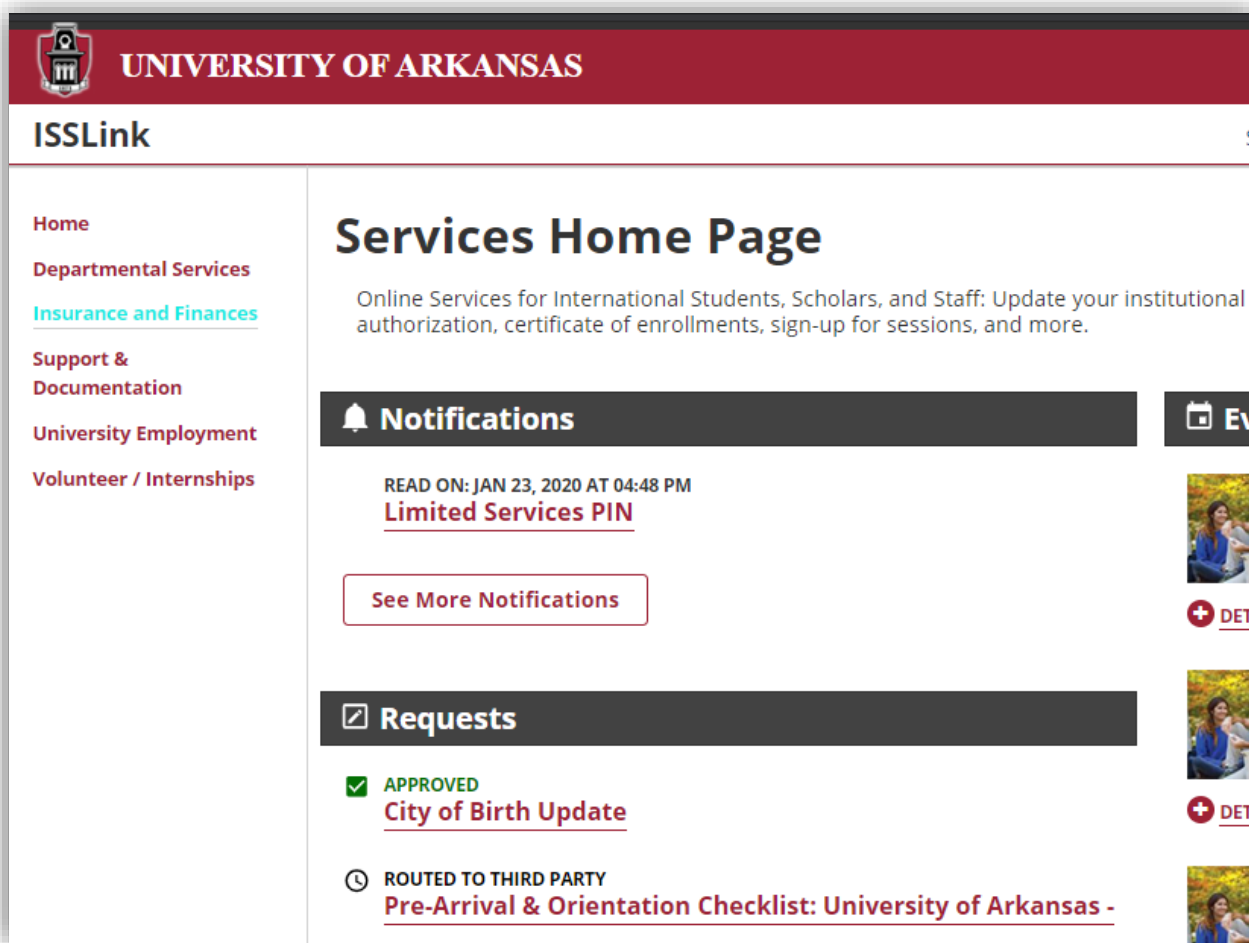 UNIVERSITY OF ARKANSAS
ISSLink
Home
Departmental Services
Insurance and Finances
Support &
Documentation
University Employment
Volunteer / Internships
Services Home Page
Online Services for International Students, Scholars, and Staff: Update your institutional
authorization, certificate of enrollments, sign-up for sessions, and more.
Notifications
READ ON: JAN 23, 2020 AT 04:48 PM
Limited Services PIN
See More Notifications
Requests
APPROVED
City of Birth Update
ROUTED TO THIRD PARTY
Pre-Arrival & Orientation Checklist: University of Arkansas -